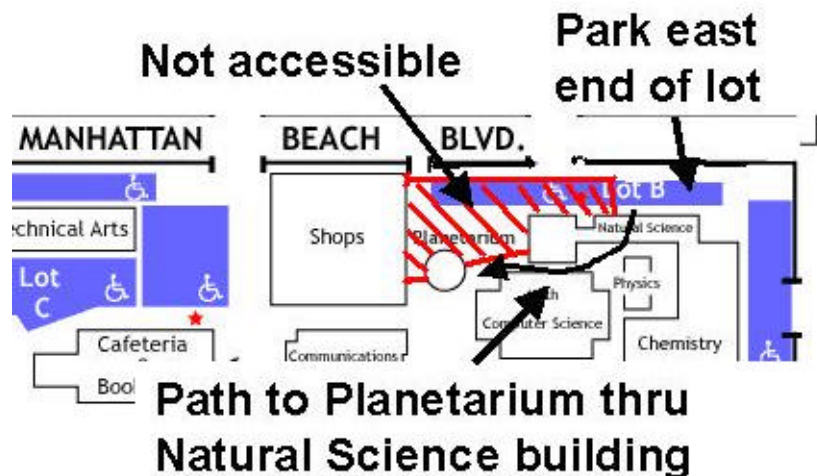 Not accessible
Park east
end of lot
MANHATTAN BEACH BLVD.
Lot B
Technical Arts
Shops
Planetarium
Natural Science
Lot
C
Physics
Computer Science
Cafeteria
Communications
Chemistry
Path to Planetarium thru
Natural Science building